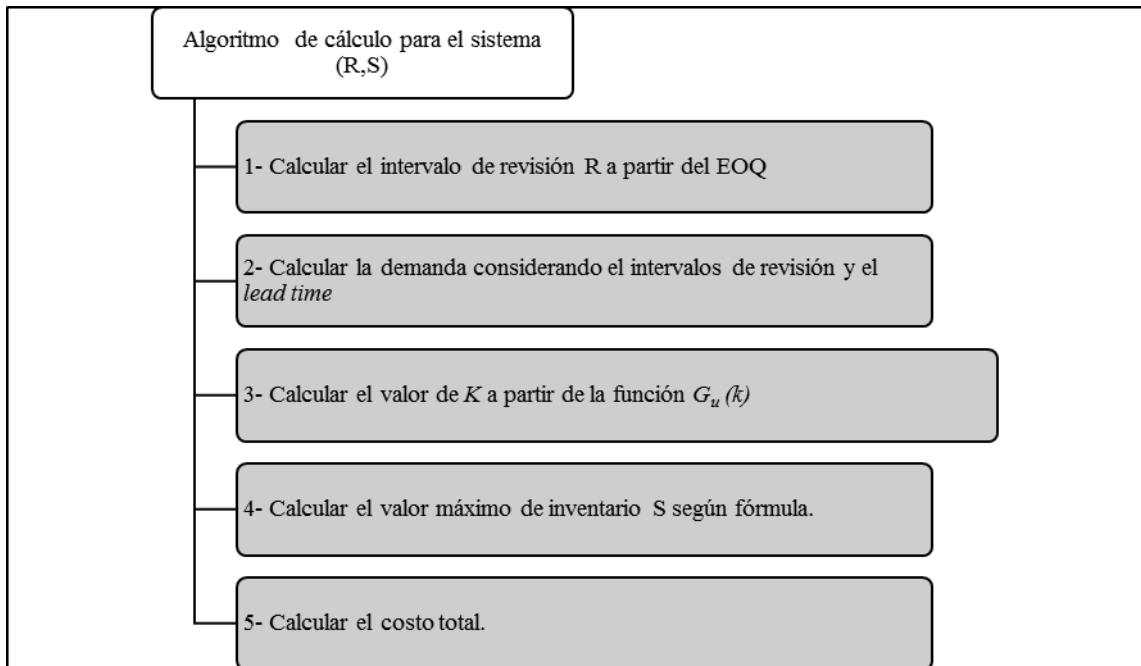 Algoritmo de cálculo para el sistema
(R,S)
1- Calcular el intervalo de revisión R a partir del EOQ
2- Calcular la demanda considerando el intervalos de revisión y el
lead time
3- Calcular el valor de K a partir de la función Gᵤ (k)
4- Calcular el valor máximo de inventario S según fórmula.
5- Calcular el costo total.